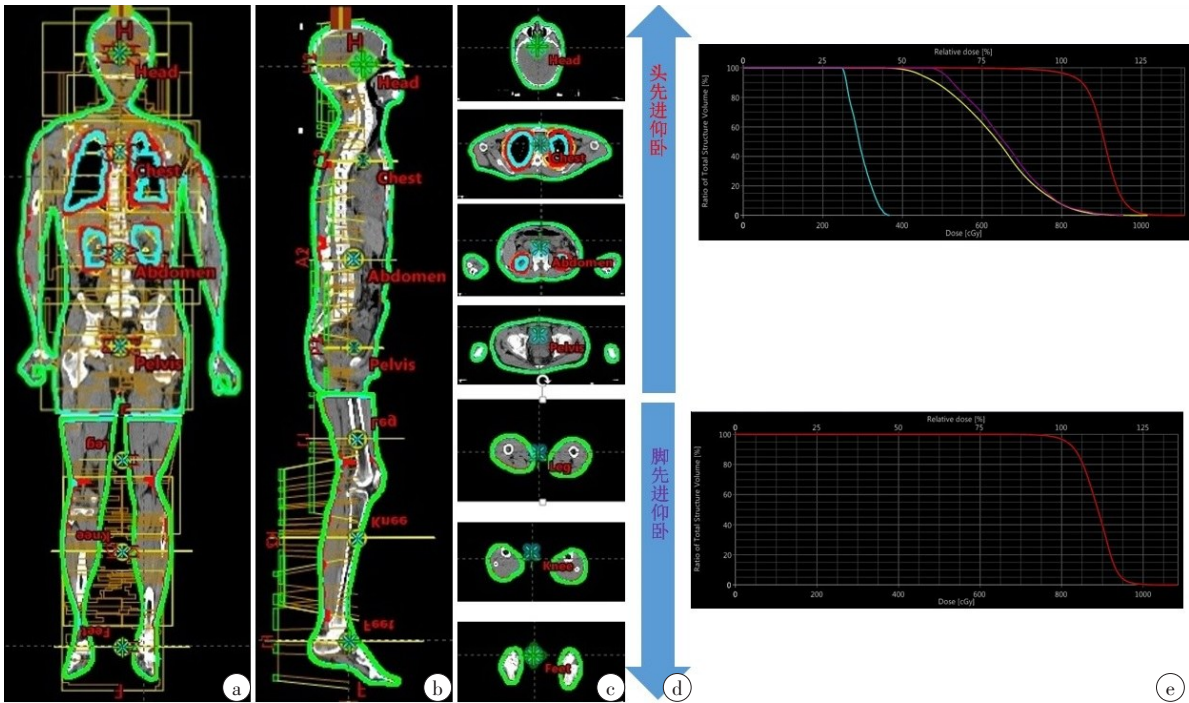 H
Head
Chest
Abdomen
Pelvis
Leg
Knee
Feet
F
a
H
Head
Chest
Abdomen
Pelvis
Leg
Knee
Feet
F
b
Head
Chest
Abdomen
Pelvis
Leg
Knee
Feet
c
头先进仰卧
脚先进仰卧
d
Relative dose [%]
0 25 50 75 100 125
Ratio of Total Structure Volume [%]
100
80
60
40
20
0
0 200 400 600 800 1000
Dose [cGy]
Relative dose [%]
0 25 50 75 100 125
Ratio of Total Structure Volume [%]
100
80
60
40
20
0
0 200 400 600 800 1000
Dose [cGy]
e